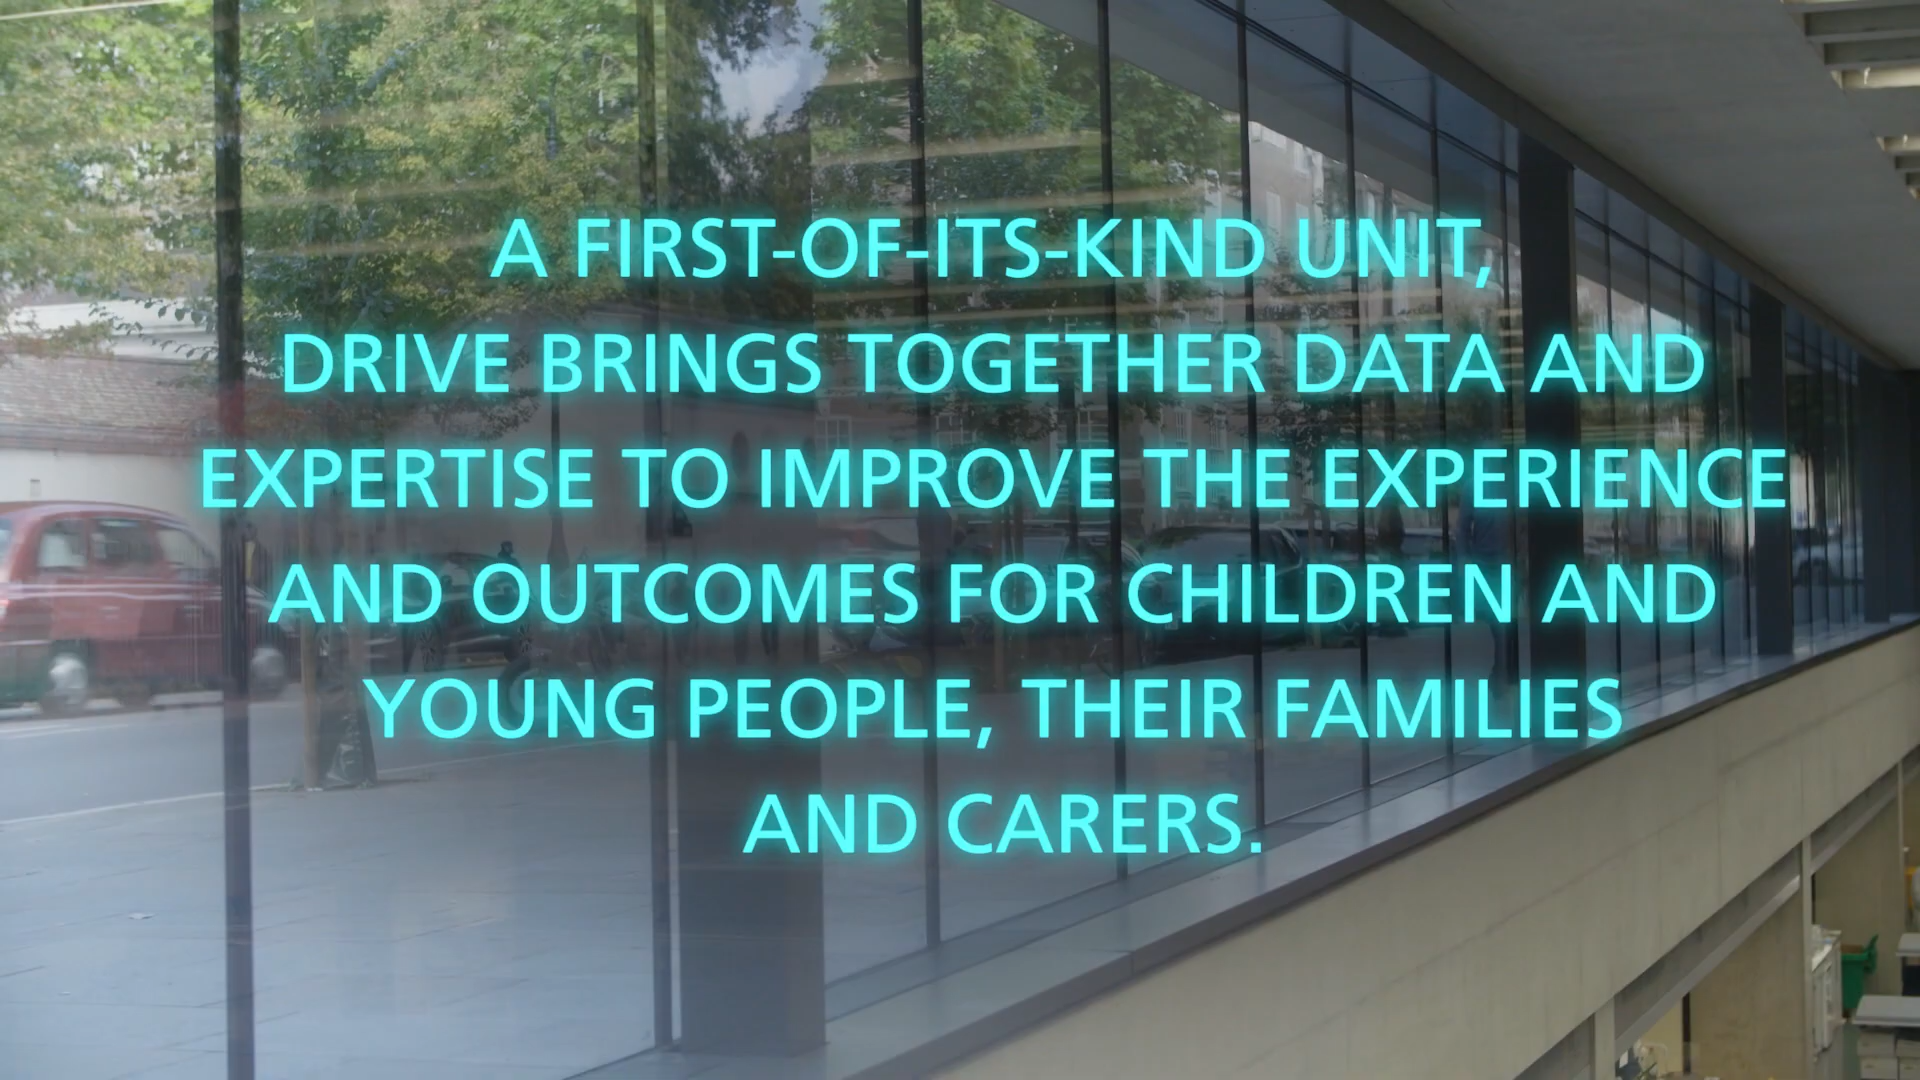 A FIRST-OF-ITS-KIND UNIT,
DRIVE BRINGS TOGETHER DATA AND
EXPERTISE TO IMPROVE THE EXPERIENCE
AND OUTCOMES FOR CHILDREN AND
YOUNG PEOPLE, THEIR FAMILIES
AND CARERS.